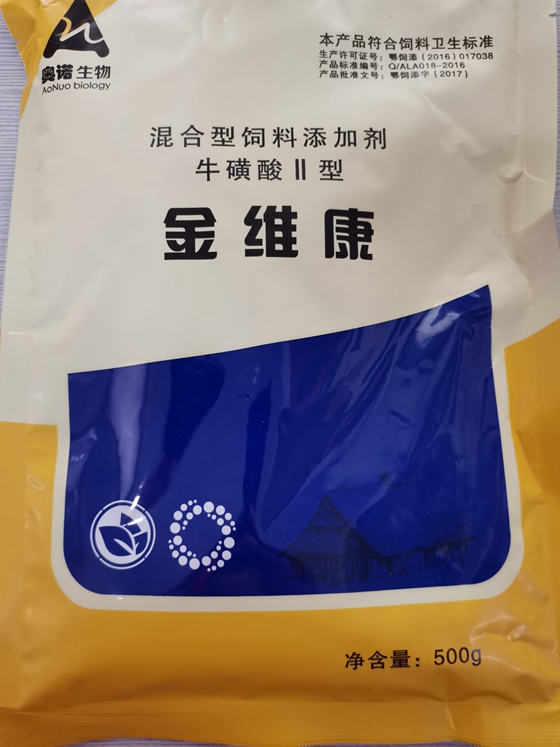 奥诺生物
AoNuo biology
本产品符合饲料卫生标准
生产许可证号：鄂饲添（2016）017038
产品标准编号：Q/ALA018-2016
产品批准文号：鄂饲添字（2017）
混合型饲料添加剂
牛磺酸II型
金维康
净含量：500g